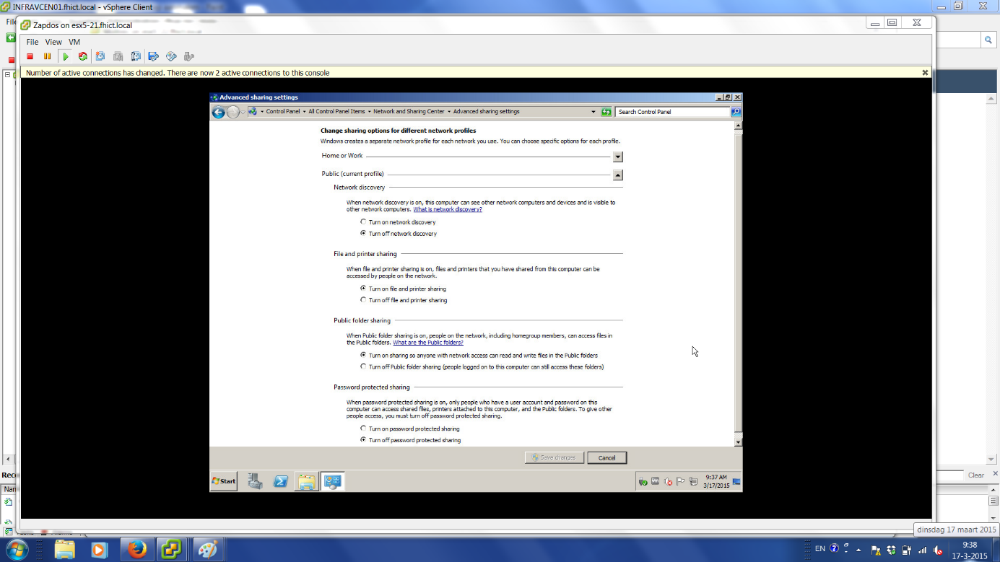 INFRAVCEN01.fhict.local - vSphere Client
Zapdos on esx5-21.fhict.local
File View VM
Number of active connections has changed. There are now 2 active connections to this console
Advanced sharing settings
Control Panel All Control Panel Items Network and Sharing Center Advanced sharing settings
Search Control Panel
Change sharing options for different network profiles
Windows creates a separate network profile for each network you use. You can choose specific options for each profile.
Home or Work
Public (current profile)
Network discovery
When network discovery is on, this computer can see other network computers and devices and is visible to
other network computers. What is network discovery?
Turn on network discovery
Turn off network discovery
File and printer sharing
When file and printer sharing is on, files and printers that you have shared from this computer can be
accessed by people on the network.
Turn on file and printer sharing
Turn off file and printer sharing
Public folder sharing
When Public folder sharing is on, people on the network, including homegroup members, can access files in
the Public folders. What are the Public folders?
Turn on sharing so anyone with network access can read and write files in the Public folders
Turn off Public folder sharing (people logged on to this computer can still access these folders)
Password protected sharing
When password protected sharing is on, only people who have a user account and password on this
computer can access shared files, printers attached to this computer, and the Public folders. To give other
people access, you must turn off password protected sharing.
Turn on password protected sharing
Turn off password protected sharing
Save changes Cancel
Start
9:37 AM
3/17/2015
Clear
dinsdag 17 maart 2015
EN
9:38
17-3-2015